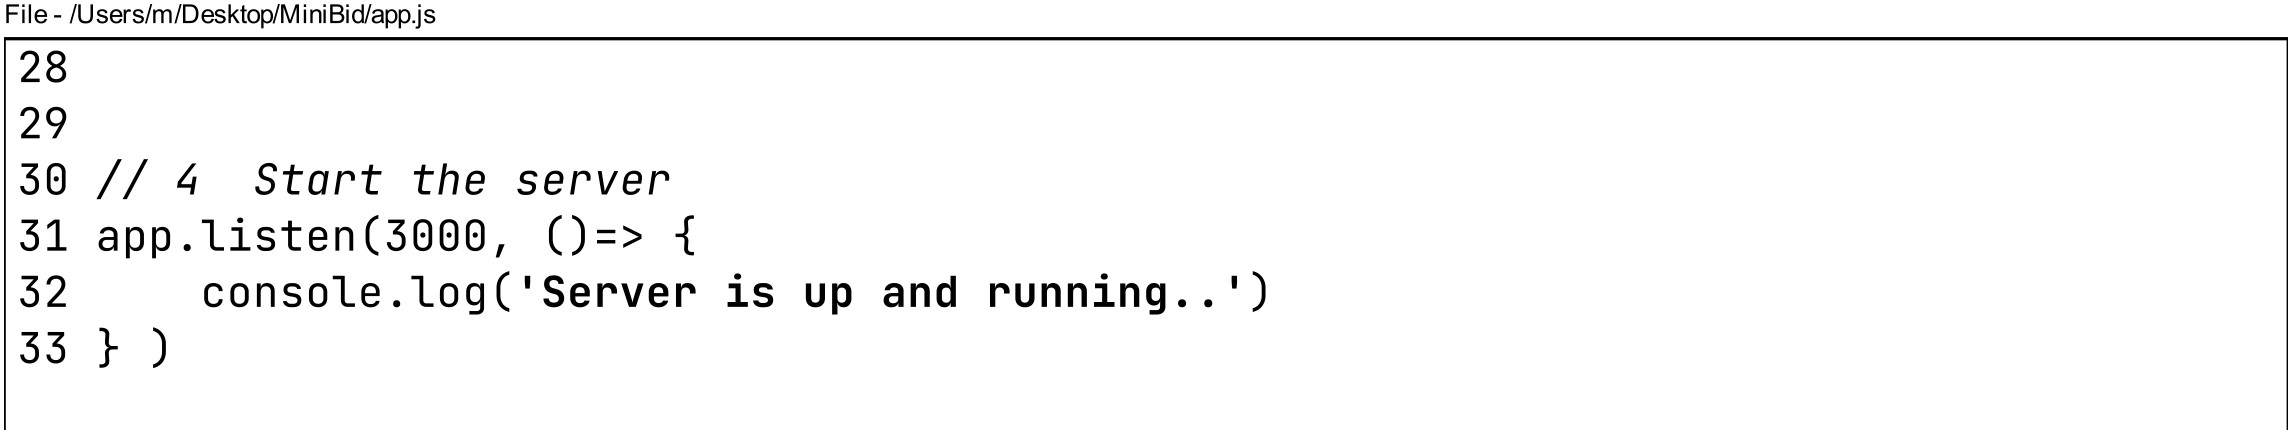 File - /Users/m/Desktop/MiniBid/app.js
28
29
30 // 4  Start the server
31 app.listen(3000, ()=> {
32     console.log('Server is up and running..')
33 } )